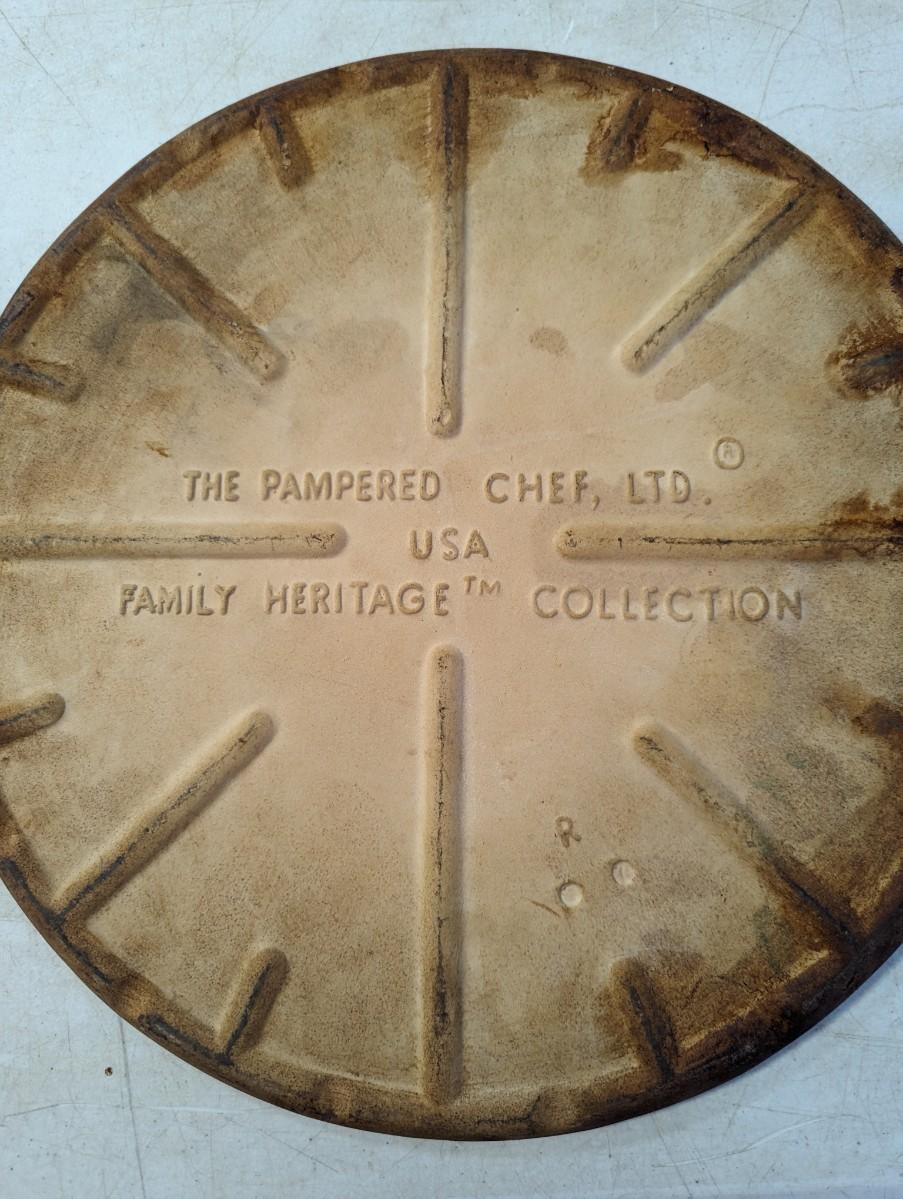 THE PAMPERED CHEF, LTD.®
USA
FAMILY HERITAGE™ COLLECTION
R